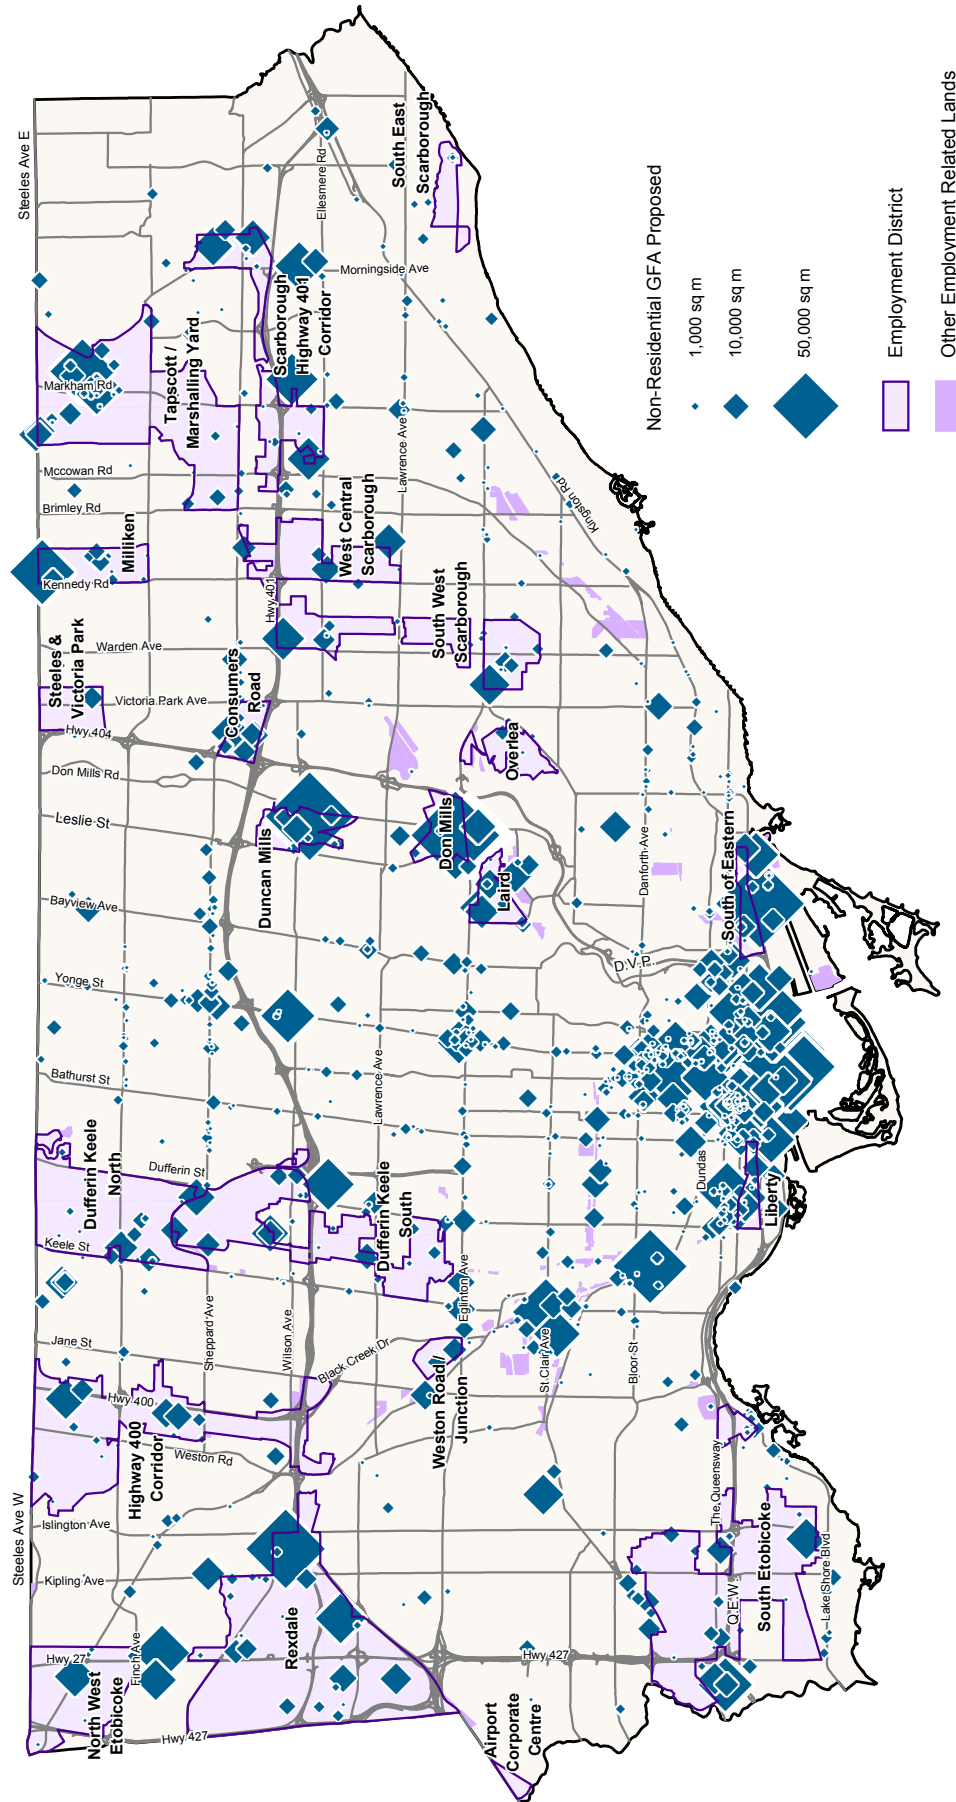 Steeles Ave E
Markham Rd
Mccowan Rd
Brimley Rd
Milliken
Kennedy Rd
Steeles &
Victoria Park
Warden Ave
Victoria Park Ave
Hwy 404
Don Mills Rd
Leslie St
Bayview Ave
Yonge St
Bathurst St
Dufferin Keele
North
Dufferin St
Keele St
Jane St
Hwy 400
Highway 400
Corridor
Weston Rd
Islington Ave
Steeles Ave W
Kipling Ave
Finch Ave
Hwy 27
North West
Etobicoke
Hwy 427
Rexdale
Tapscott /
Marshalling Yard
Scarborough
Highway 401
Corridor
Ellesmere Rd
Morningside Ave
South East
Scarborough
West Central
Scarborough
Lawrence Ave
Hwy 401
Consumers
Road
South West
Scarborough
Kingston Rd
Duncan Mills
Don Mills
Overlea
Laird
Lawrence Ave
Dufferin Keele
South
Sheppard Ave
Wilson Ave
Black Creek Dr
Eglinton Ave
Weston Road /
Junction
St.Clair Ave
Bloor St
Danforth Ave
D.V.P.
South of Eastern
Dundas
Liberty
The Queensway
Q.E.W.
South Etobicoke
Lake Shore Blvd
Hwy 427
Airport
Corporate
Centre
Non-Residential GFA Proposed
1,000 sq m
10,000 sq m
50,000 sq m
Employment District
Other Employment Related Lands